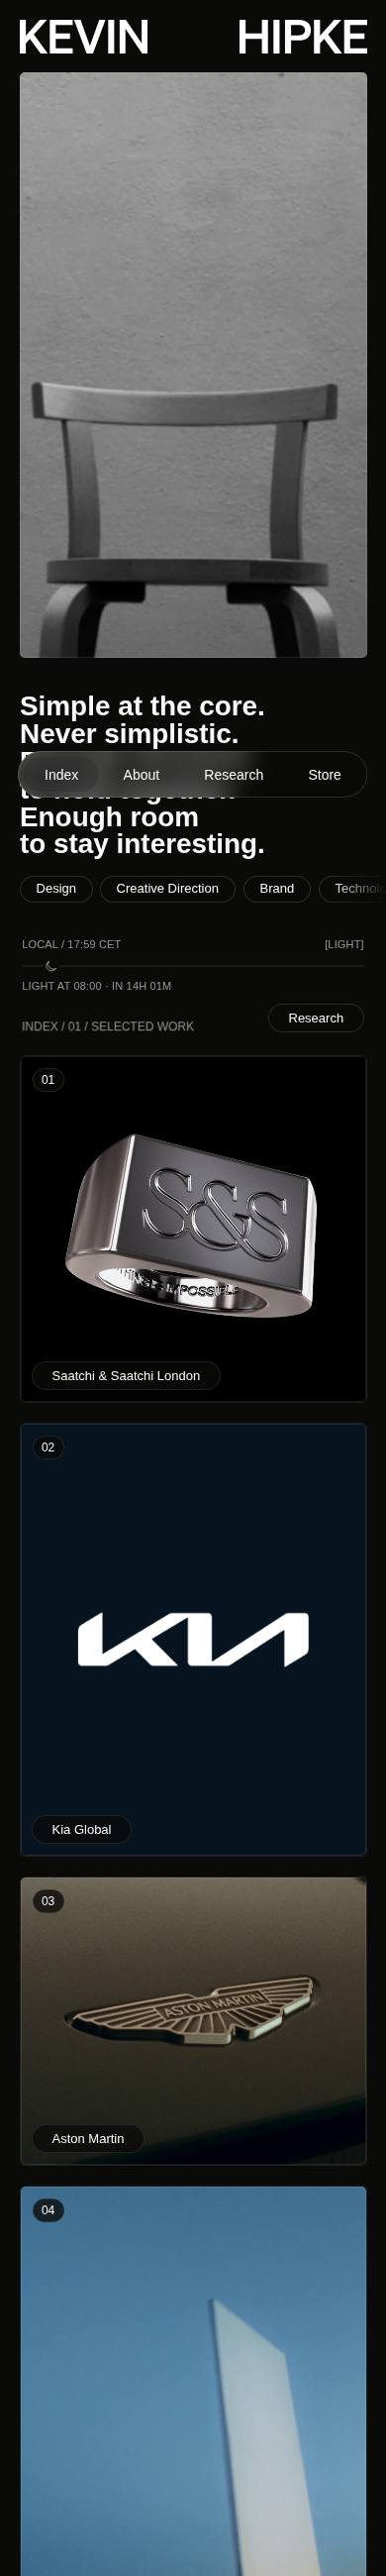 KEVIN HIPKE
Simple at the core.
Never simplistic.
Index About Research Store
Enough room
to stay interesting.
Design Creative Direction Brand
LOCAL / 17:59 CET [LIGHT]
LIGHT AT 08:00 · IN 14H 01M
INDEX / 01 / SELECTED WORK Research
01
S&S
Saatchi & Saatchi London
02
KIA
Kia Global
03
ASTON MARTIN
Aston Martin
04